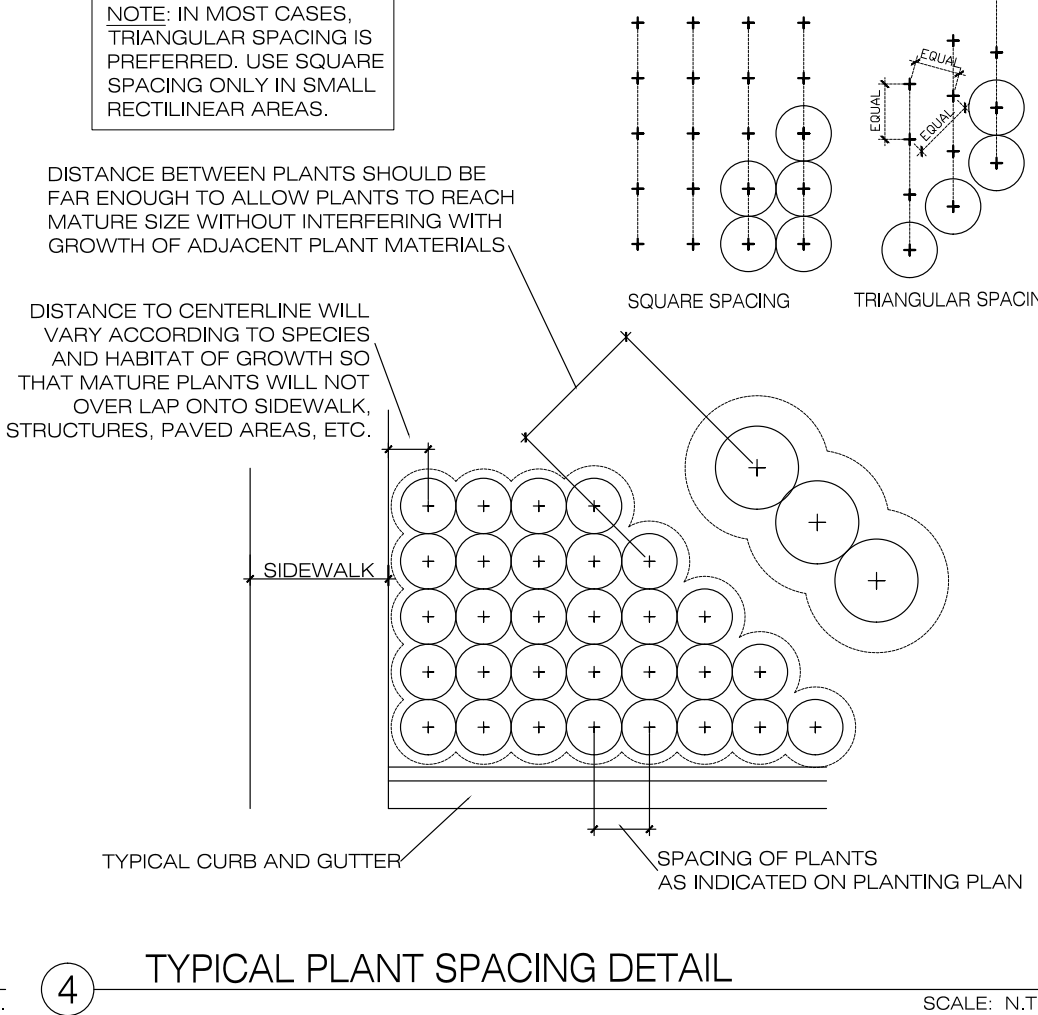 NOTE: IN MOST CASES,
TRIANGULAR SPACING IS
PREFERRED. USE SQUARE
SPACING ONLY IN SMALL
RECTILINEAR AREAS.
EQUAL
EQUAL
EQUAL
DISTANCE BETWEEN PLANTS SHOULD BE
FAR ENOUGH TO ALLOW PLANTS TO REACH
MATURE SIZE WITHOUT INTERFERING WITH
GROWTH OF ADJACENT PLANT MATERIALS
SQUARE SPACING
TRIANGULAR SPACIN
DISTANCE TO CENTERLINE WILL
VARY ACCORDING TO SPECIES
AND HABITAT OF GROWTH SO
THAT MATURE PLANTS WILL NOT
OVER LAP ONTO SIDEWALK,
STRUCTURES, PAVED AREAS, ETC.
SIDEWALK
TYPICAL CURB AND GUTTER
SPACING OF PLANTS
AS INDICATED ON PLANTING PLAN
4
TYPICAL PLANT SPACING DETAIL
SCALE: N.T